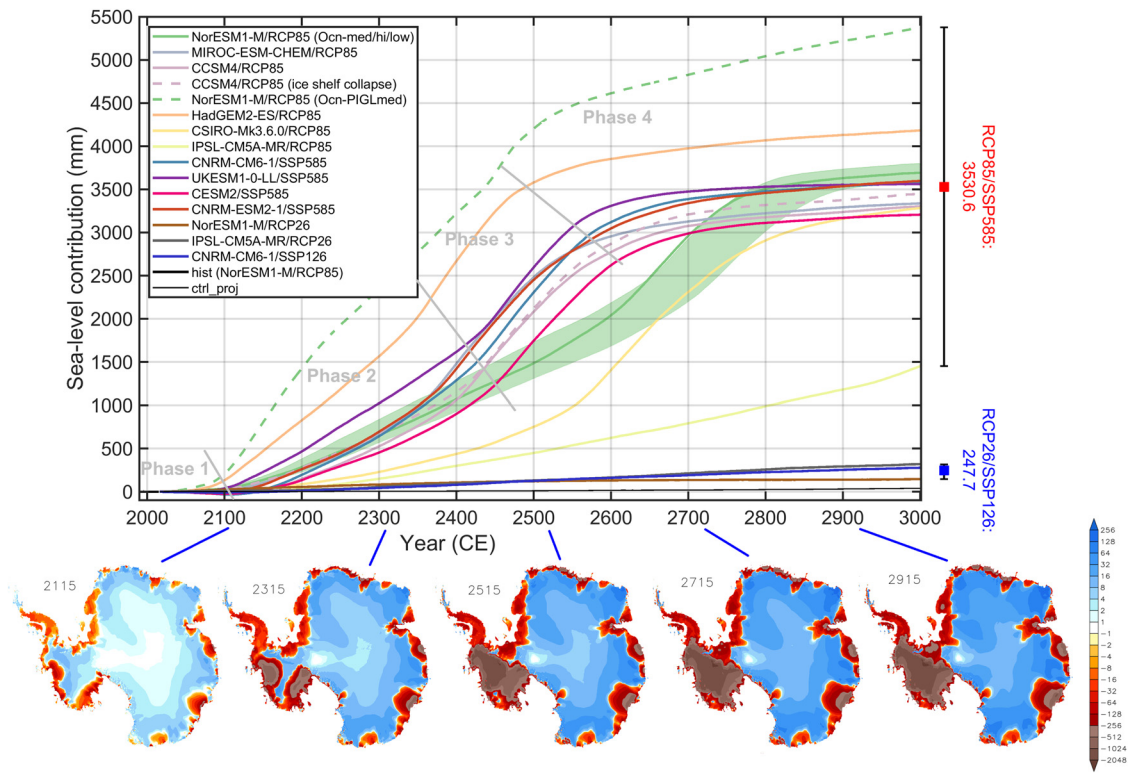 5500
5000
4500
4000
3500
3000
2500
2000
1500
1000
500
0
Sea-level contribution (mm)
NorESM1-M/RCP85 (Ocn-med/hi/low)
MIROC-ESM-CHEM/RCP85
CCSM4/RCP85
CCSM4/RCP85 (ice shelf collapse)
NorESM1-M/RCP85 (Ocn-PIGLmed)
HadGEM2-ES/RCP85
CSIRO-Mk3.6.0/RCP85
IPSL-CM5A-MR/RCP85
CNRM-CM6-1/SSP585
UKESM1-0-LL/SSP585
CESM2/SSP585
CNRM-ESM2-1/SSP585
NorESM1-M/RCP26
IPSL-CM5A-MR/RCP26
CNRM-CM6-1/SSP126
hist (NorESM1-M/RCP85)
ctrl_proj
Phase 1
Phase 2
Phase 3
Phase 4
RCP85/SSP585:
3530.6
RCP26/SSP126:
247.7
2000 2100 2200 2300 2400 2500 2600 2700 2800 2900 3000
Year (CE)
2115
2315
2515
2715
2915
256
128
64
32
16
8
4
2
1
-1
-2
-4
-8
-16
-32
-64
-128
-256
-512
-1024
-2048